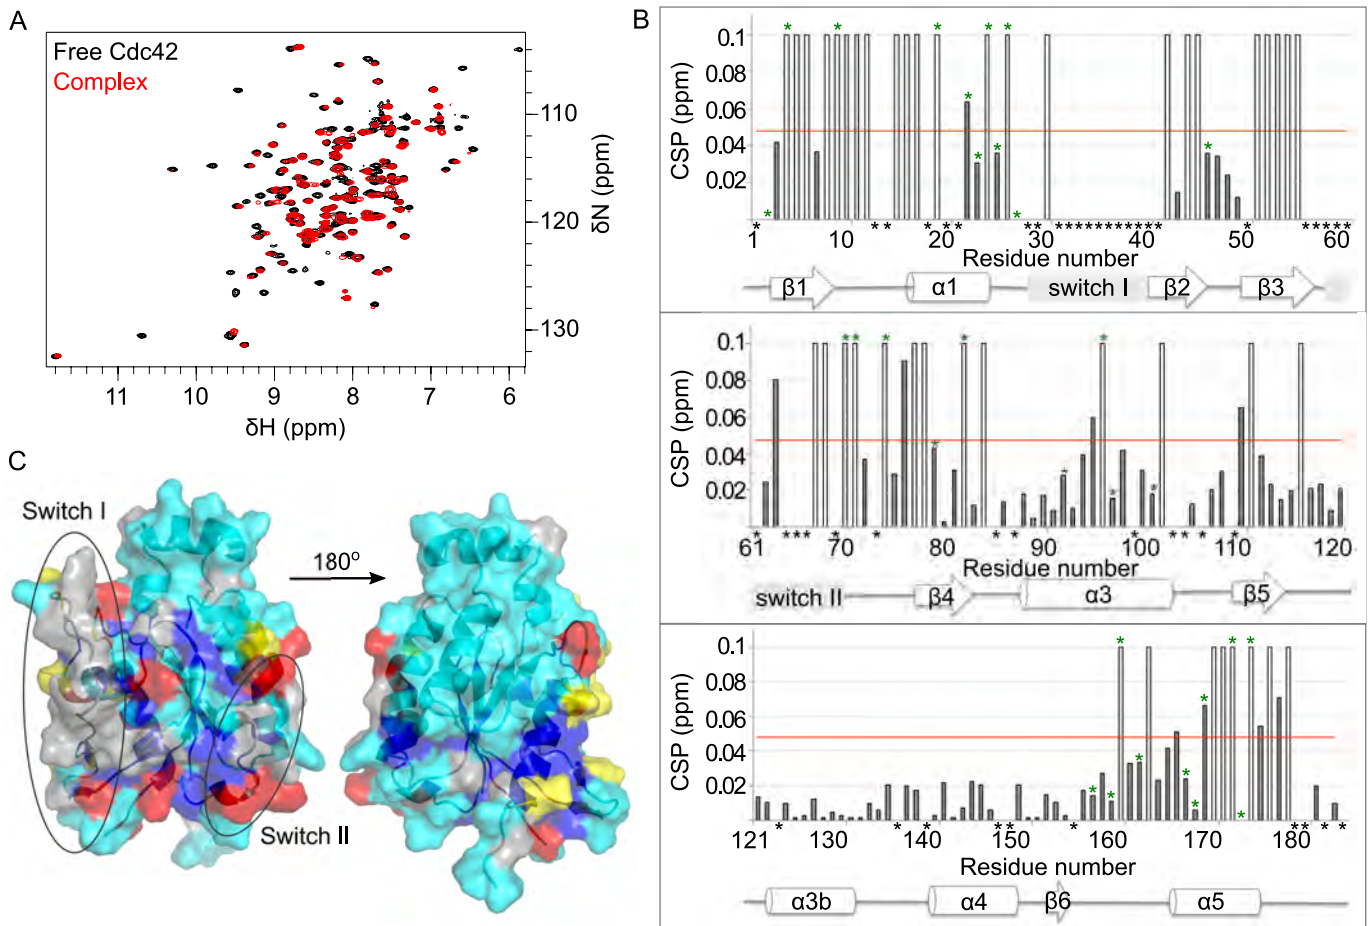 A
Free Cdc42
Complex
110
120
130
δN (ppm)
11 10 9 8 7 6
δH (ppm)
B
CSP (ppm)
0.1
0.08
0.06
0.04
0.02
1 10 20 30 40 50 60
Residue number
β1 α1 switch I β2 β3
CSP (ppm)
0.1
0.08
0.06
0.04
0.02
61 70 80 90 100 110 120
Residue number
switch II β4 α3 β5
CSP (ppm)
0.1
0.08
0.06
0.04
0.02
121 130 140 150 160 170 180
Residue number
α3b α4 β6 α5
C
Switch I
180°
Switch II